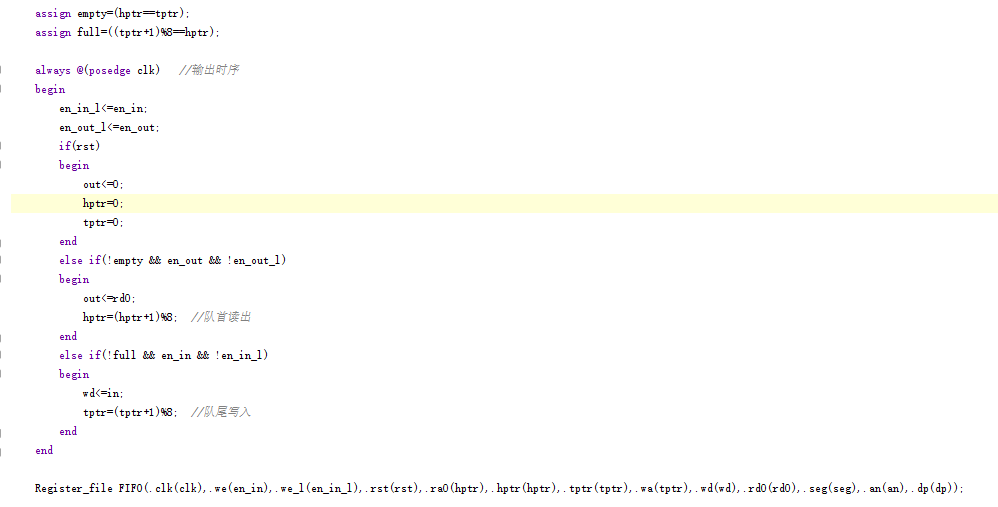 assign empty=(hptr==tptr);
assign full=((tptr+1)%8==hptr);
always @(posedge clk) //输出时序
begin
en_in_l<=en_in;
en_out_l<=en_out;
if(rst)
begin
out<=0;
hptr=0;
tptr=0;
end
else if(!empty && en_out && !en_out_l)
begin
out<=rd0;
hptr=(hptr+1)%8; //队首读出
end
else if(!full && en_in && !en_in_l)
begin
wd<=in;
tptr=(tptr+1)%8; //队尾写入
end
end
Register_file FIFO(.clk(clk),.we(en_in),.we_l(en_in_l),.rst(rst),.ra0(hptr),.hptr(hptr),.tptr(tptr),.wa(tptr),.wd(wd),.rd0(rd0),.seg(seg),.an(an),.dp(dp));